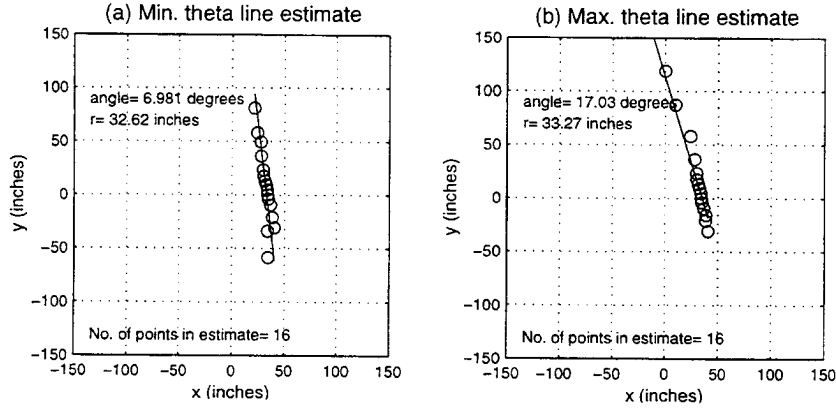 (a) Min. theta line estimate
150
100
50
0
−50
−100
−150
y (inches)
angle= 6.981 degrees
r= 32.62 inches
No. of points in estimate= 16
−150 −100 −50 0 50 100 150
x (inches)
(b) Max. theta line estimate
150
100
50
0
−50
−100
−150
y (inches)
angle= 17.03 degrees
r= 33.27 inches
No. of points in estimate= 16
−150 −100 −50 0 50 100 150
x (inches)